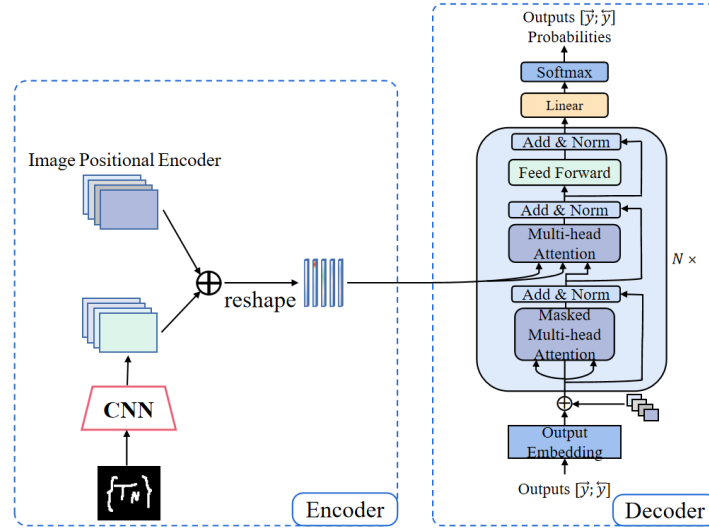 Outputs [y⃗; y⃖]
Probabilities
Softmax
Linear
Add & Norm
Feed Forward
Add & Norm
Multi-head
Attention
N ×
Add & Norm
Masked
Multi-head
Attention
Output
Embedding
Outputs [y⃗; y⃖]
Decoder
Image Positional Encoder
reshape
CNN
{T_N}
Encoder